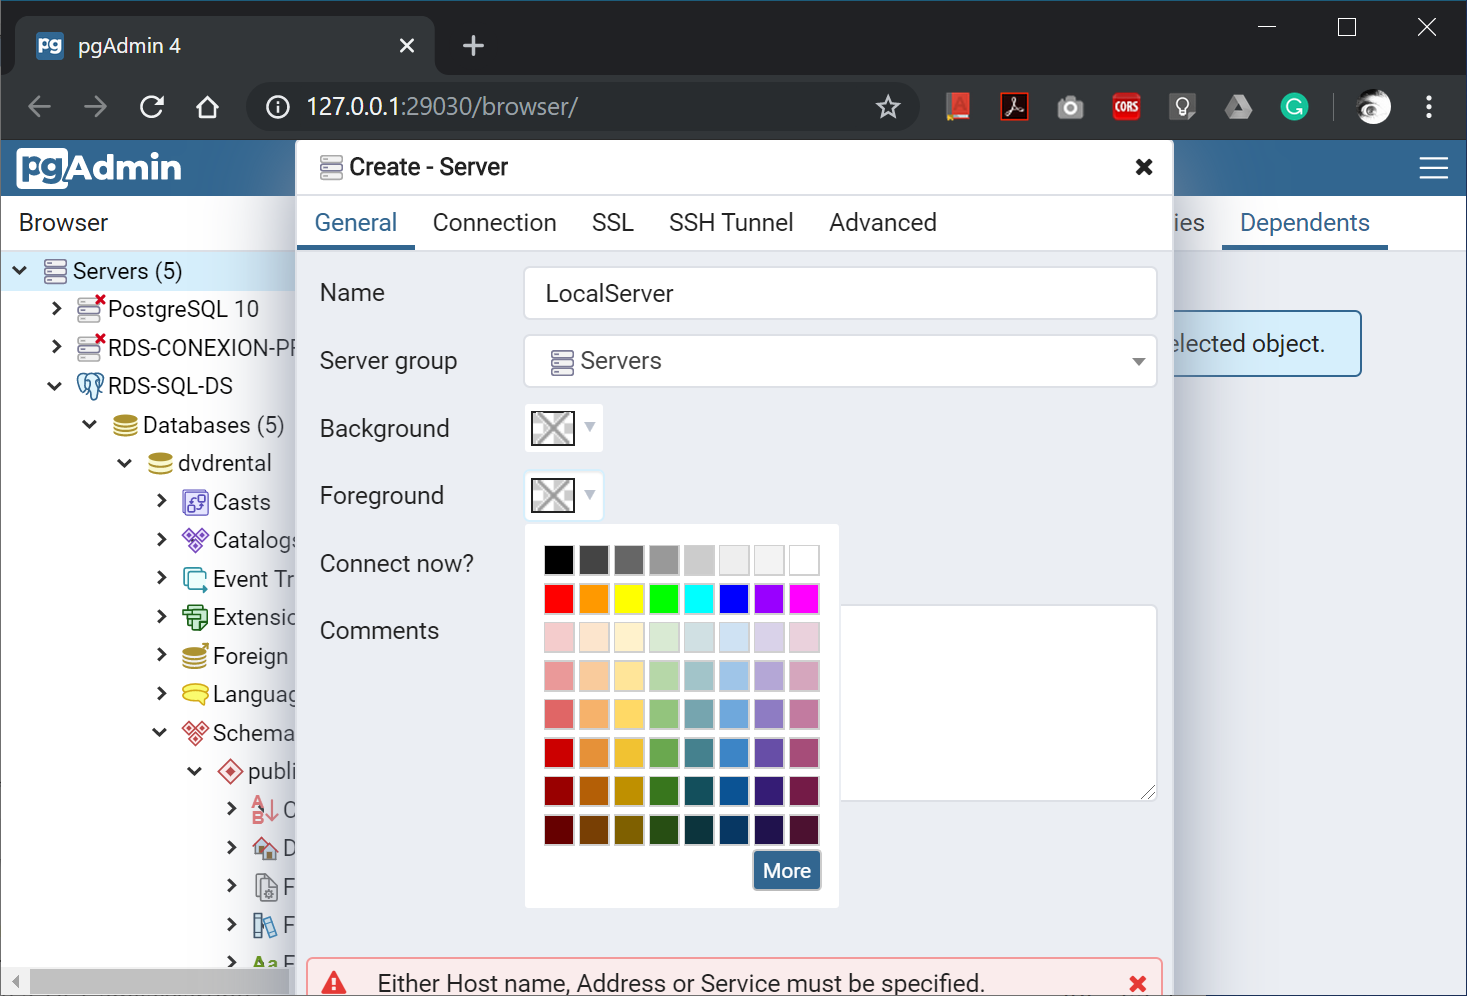 pgAdmin 4
127.0.0.1:29030/browser/
CORS
pgAdmin
Create - Server
Browser
General Connection SSL SSH Tunnel Advanced
ies Dependents
Servers (5)
PostgreSQL 10
RDS-CONEXION-PR
RDS-SQL-DS
Databases (5)
dvdrental
Casts
Catalogs
Event Tr
Extensio
Foreign
Languag
Schema
publi
C
D
F
F
F
Name LocalServer
Server group Servers
elected object.
Background
Foreground
Connect now?
Comments
More
Either Host name, Address or Service must be specified.